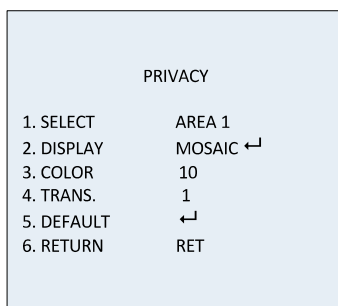 PRIVACY
1. SELECT AREA 1
2. DISPLAY MOSAIC ↵
3. COLOR 10
4. TRANS. 1
5. DEFAULT ↵
6. RETURN RET